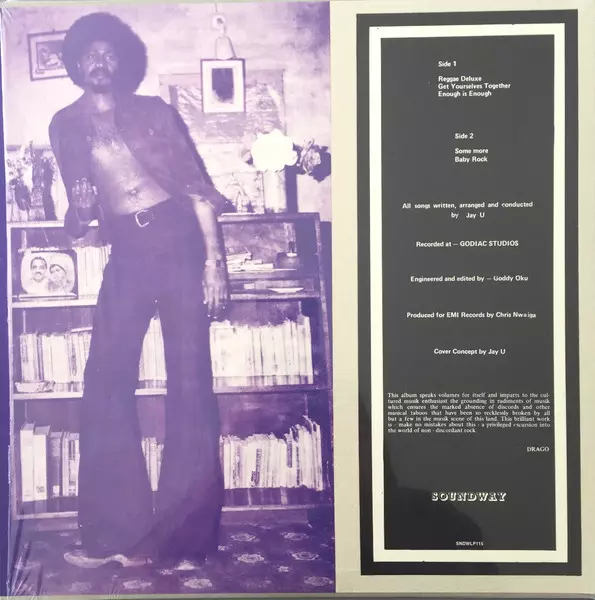 Side 1
Reggae Deluxe
Get Yourselves Together
Enough is Enough
Side 2
Some more
Baby Rock
All songs written, arranged and conducted
by Jay U
Recorded at — GODIAC STUDIOS
Engineered and edited by — Goddy Oku
Produced for EMI Records by Chris Nwaiga
Cover Concept by Jay U
This album speaks volumes for itself and imparts to the cul-
tured musik enthusiast the grounding in rudiments of musik
which ensures the marked absence of discords and other
musical taboos that have been so recklessly broken by all
but a few in the musik scene of this land. This brilliant work
is - make no mistakes about this - a privileged excursion into
the world of non - discordant rock.
DRAGO
SOUNDWAY
SNDWLP115